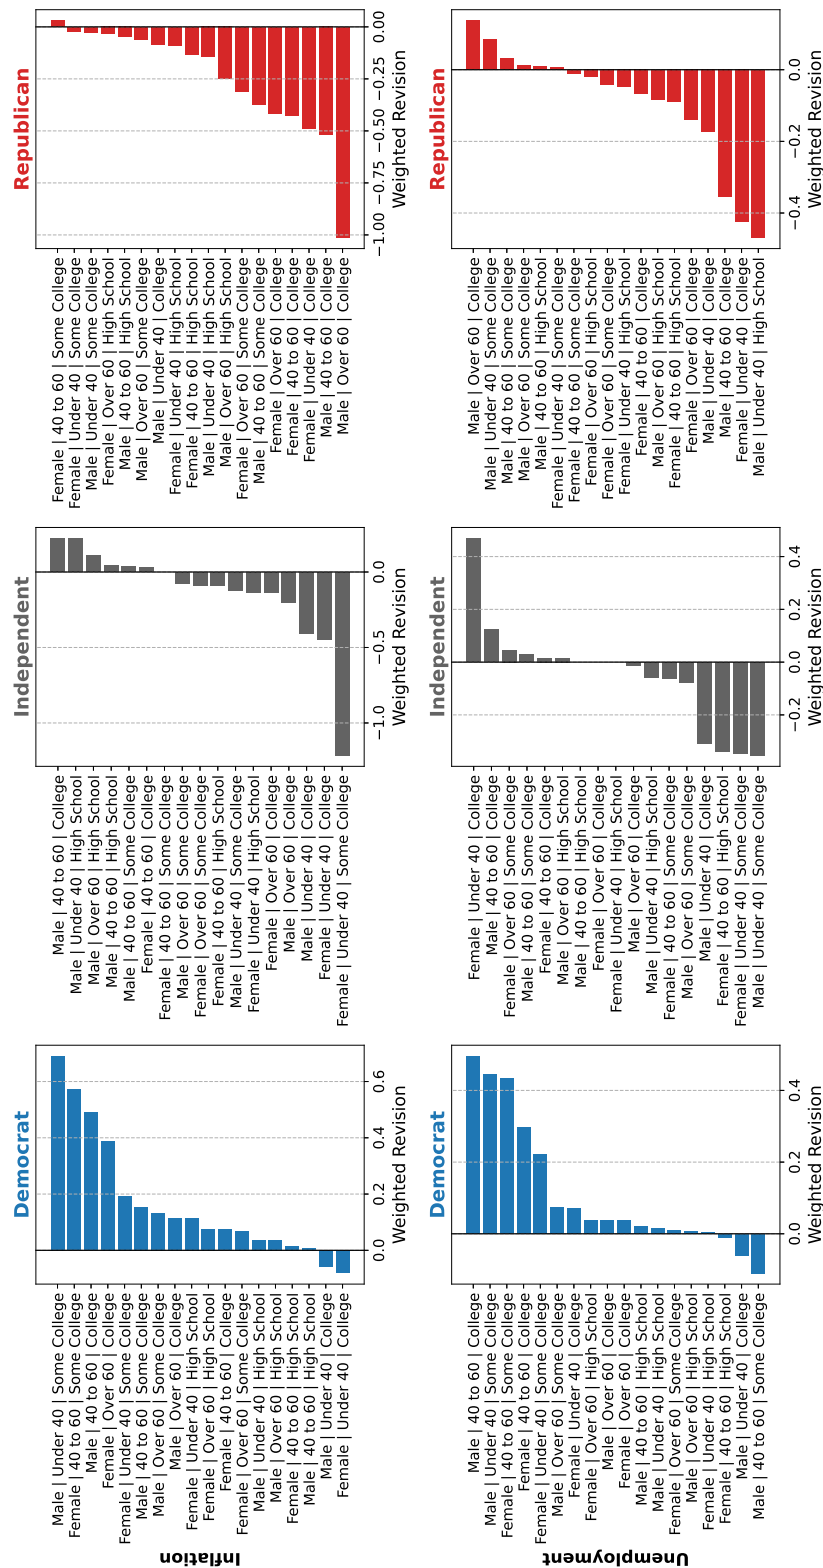 Democrat
Inflation
Male | Under 40 | Some College
Female | 40 to 60 | Some College
Male | 40 to 60 | College
Female | Over 60 | College
Female | Under 40 | Some College
Male | 40 to 60 | Some College
Male | Over 60 | Some College
Male | Over 60 | College
Female | Under 40 | High School
Female | Over 60 | High School
Female | 40 to 60 | College
Female | Over 60 | Some College
Male | Under 40 | High School
Male | Over 60 | High School
Female | 40 to 60 | High School
Male | 40 to 60 | High School
Male | Under 40 | College
Female | Under 40 | College
0.0 0.2 0.4 0.6
Weighted Revision
Independent
Male | 40 to 60 | College
Male | Under 40 | High School
Male | Over 60 | High School
Male | 40 to 60 | High School
Male | 40 to 60 | Some College
Female | 40 to 60 | College
Female | 40 to 60 | Some College
Male | Over 60 | Some College
Female | Over 60 | Some College
Female | 40 to 60 | High School
Male | Under 40 | Some College
Female | Under 40 | High School
Female | Over 60 | College
Male | Over 60 | College
Male | Under 40 | College
Female | Under 40 | College
Female | Under 40 | Some College
−1.0 −0.5 0.0
Weighted Revision
Republican
Female | 40 to 60 | Some College
Female | Under 40 | Some College
Male | Under 40 | Some College
Female | Over 60 | High School
Male | 40 to 60 | High School
Male | Over 60 | Some College
Male | Under 40 | College
Female | Under 40 | High School
Female | 40 to 60 | High School
Male | Under 40 | High School
Male | Over 60 | High School
Female | Over 60 | Some College
Male | 40 to 60 | Some College
Female | Over 60 | College
Female | 40 to 60 | College
Female | Under 40 | College
Male | 40 to 60 | College
Male | Over 60 | College
−1.00 −0.75 −0.50 −0.25 0.00
Weighted Revision
Democrat
Unemployment
Male | 40 to 60 | College
Male | Under 40 | Some College
Female | 40 to 60 | Some College
Female | 40 to 60 | College
Female | Under 40 | Some College
Male | Over 60 | College
Female | Under 40 | College
Female | Over 60 | High School
Female | Over 60 | College
Male | 40 to 60 | High School
Female | Under 40 | High School
Male | Under 40 | High School
Female | Over 60 | Some College
Male | Over 60 | High School
Male | Over 60 | Some College
Female | 40 to 60 | High School
Male | Under 40 | College
Male | 40 to 60 | Some College
0.0 0.2 0.4
Weighted Revision
Independent
Female | Under 40 | College
Male | 40 to 60 | College
Female | Over 60 | Some College
Male | 40 to 60 | Some College
Female | 40 to 60 | College
Male | Over 60 | High School
Female | Over 60 | College
Male | 40 to 60 | High School
Female | Under 40 | High School
Male | Over 60 | College
Male | Under 40 | High School
Female | 40 to 60 | Some College
Male | Over 60 | Some College
Male | Under 40 | College
Female | 40 to 60 | High School
Female | Under 40 | Some College
Male | Under 40 | Some College
−0.2 0.0 0.2 0.4
Weighted Revision
Republican
Male | Over 60 | College
Male | Under 40 | Some College
Male | 40 to 60 | Some College
Male | Over 60 | Some College
Male | 40 to 60 | High School
Female | Under 40 | Some College
Female | 40 to 60 | Some College
Female | Over 60 | High School
Female | Over 60 | Some College
Female | Under 40 | High School
Female | 40 to 60 | College
Male | Over 60 | High School
Female | 40 to 60 | High School
Female | Over 60 | College
Male | Under 40 | College
Male | 40 to 60 | College
Female | Under 40 | College
Male | Under 40 | High School
−0.4 −0.2 0.0
Weighted Revision